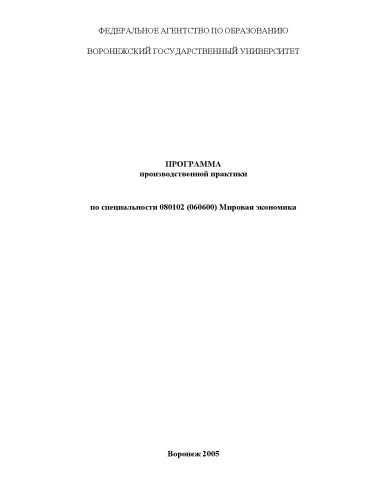 ФЕДЕРАЛЬНОЕ АГЕНТСТВО ПО ОБРАЗОВАНИЮ
ВОРОНЕЖСКИЙ ГОСУДАРСТВЕННЫЙ УНИВЕРСИТЕТ
ПРОГРАММА
производственной практики
по специальности 080102 (060600) Мировая экономика
Воронеж 2005